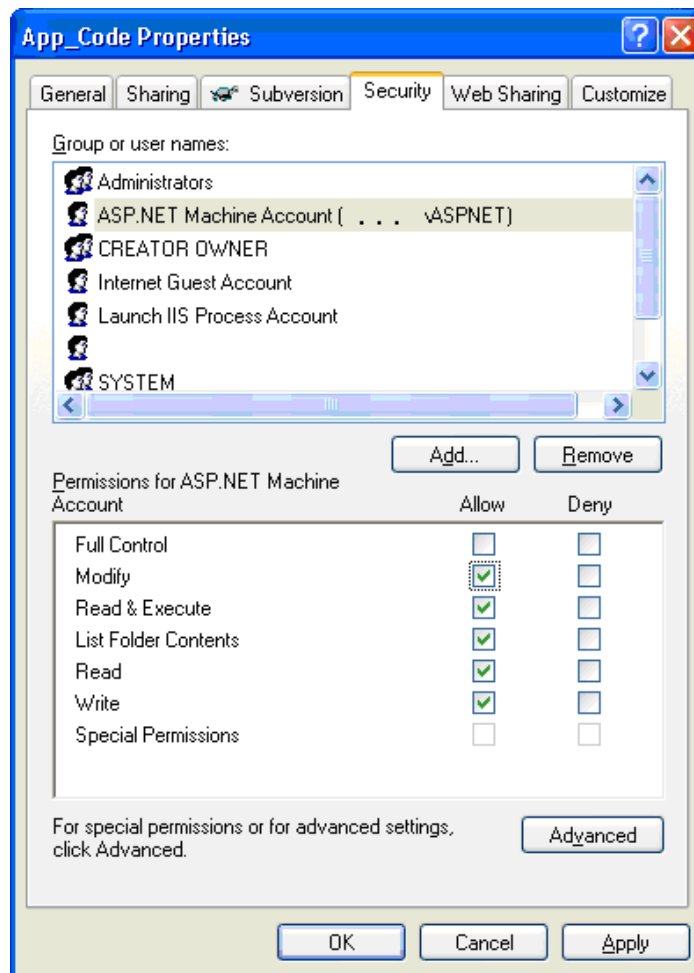 App_Code Properties
General Sharing Subversion Security Web Sharing Customize
Group or user names:
Administrators
ASP.NET Machine Account ( . . . \ASPNET)
CREATOR OWNER
Internet Guest Account
Launch IIS Process Account
SYSTEM
Add... Remove
Permissions for ASP.NET Machine
Account Allow Deny
Full Control
Modify
Read & Execute
List Folder Contents
Read
Write
Special Permissions
For special permissions or for advanced settings,
click Advanced.
Advanced
OK Cancel Apply